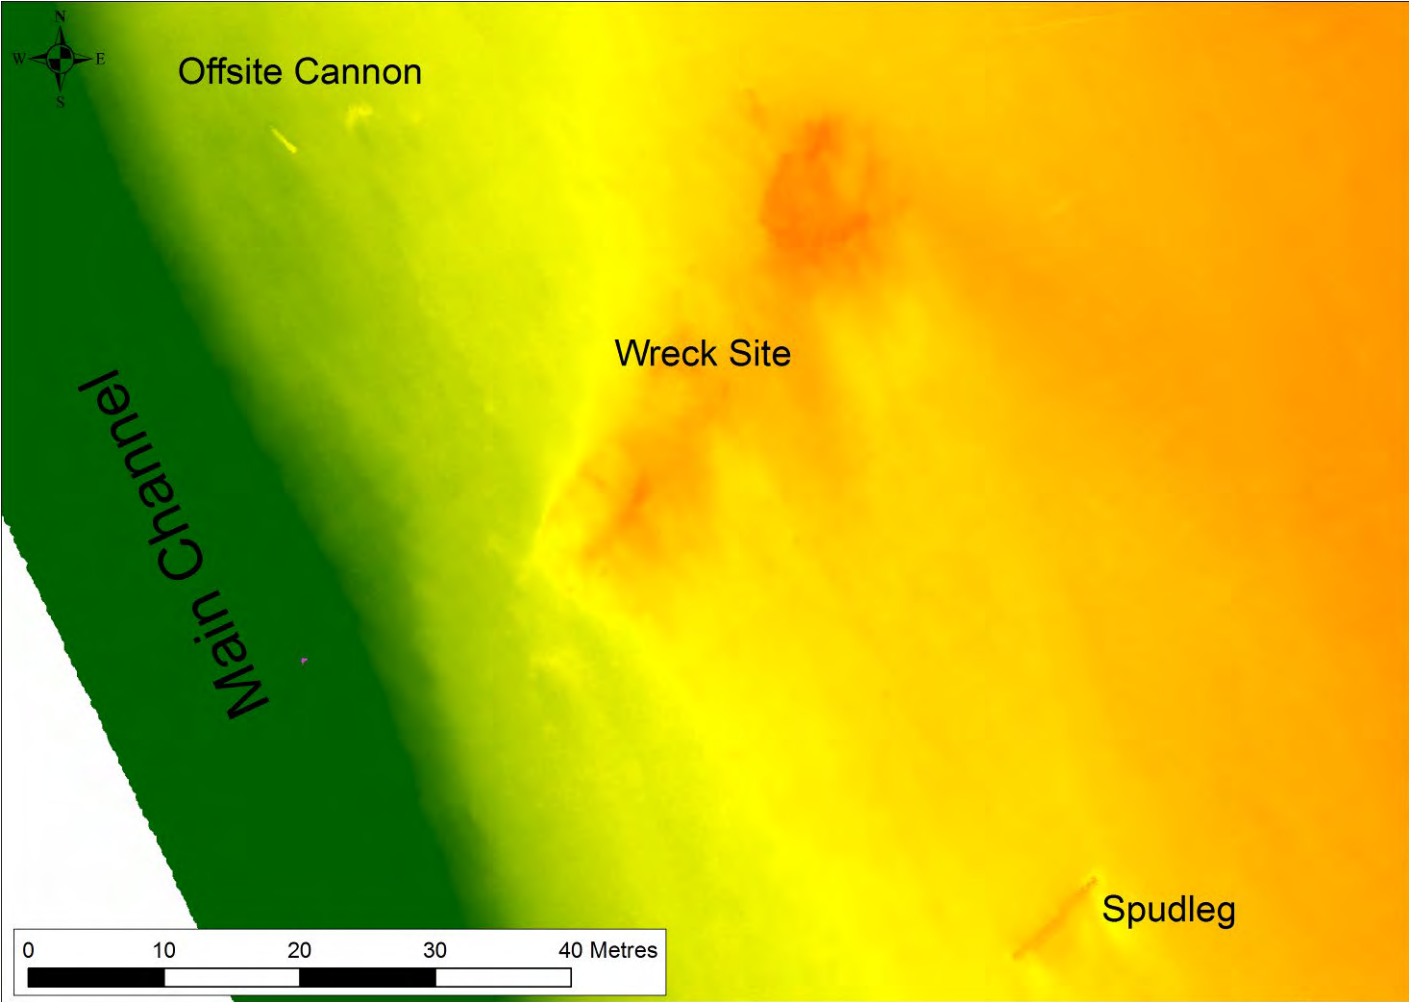 N
W E
S
Offsite Cannon
Wreck Site
Main Channel
Spudleg
0 10 20 30 40 Metres